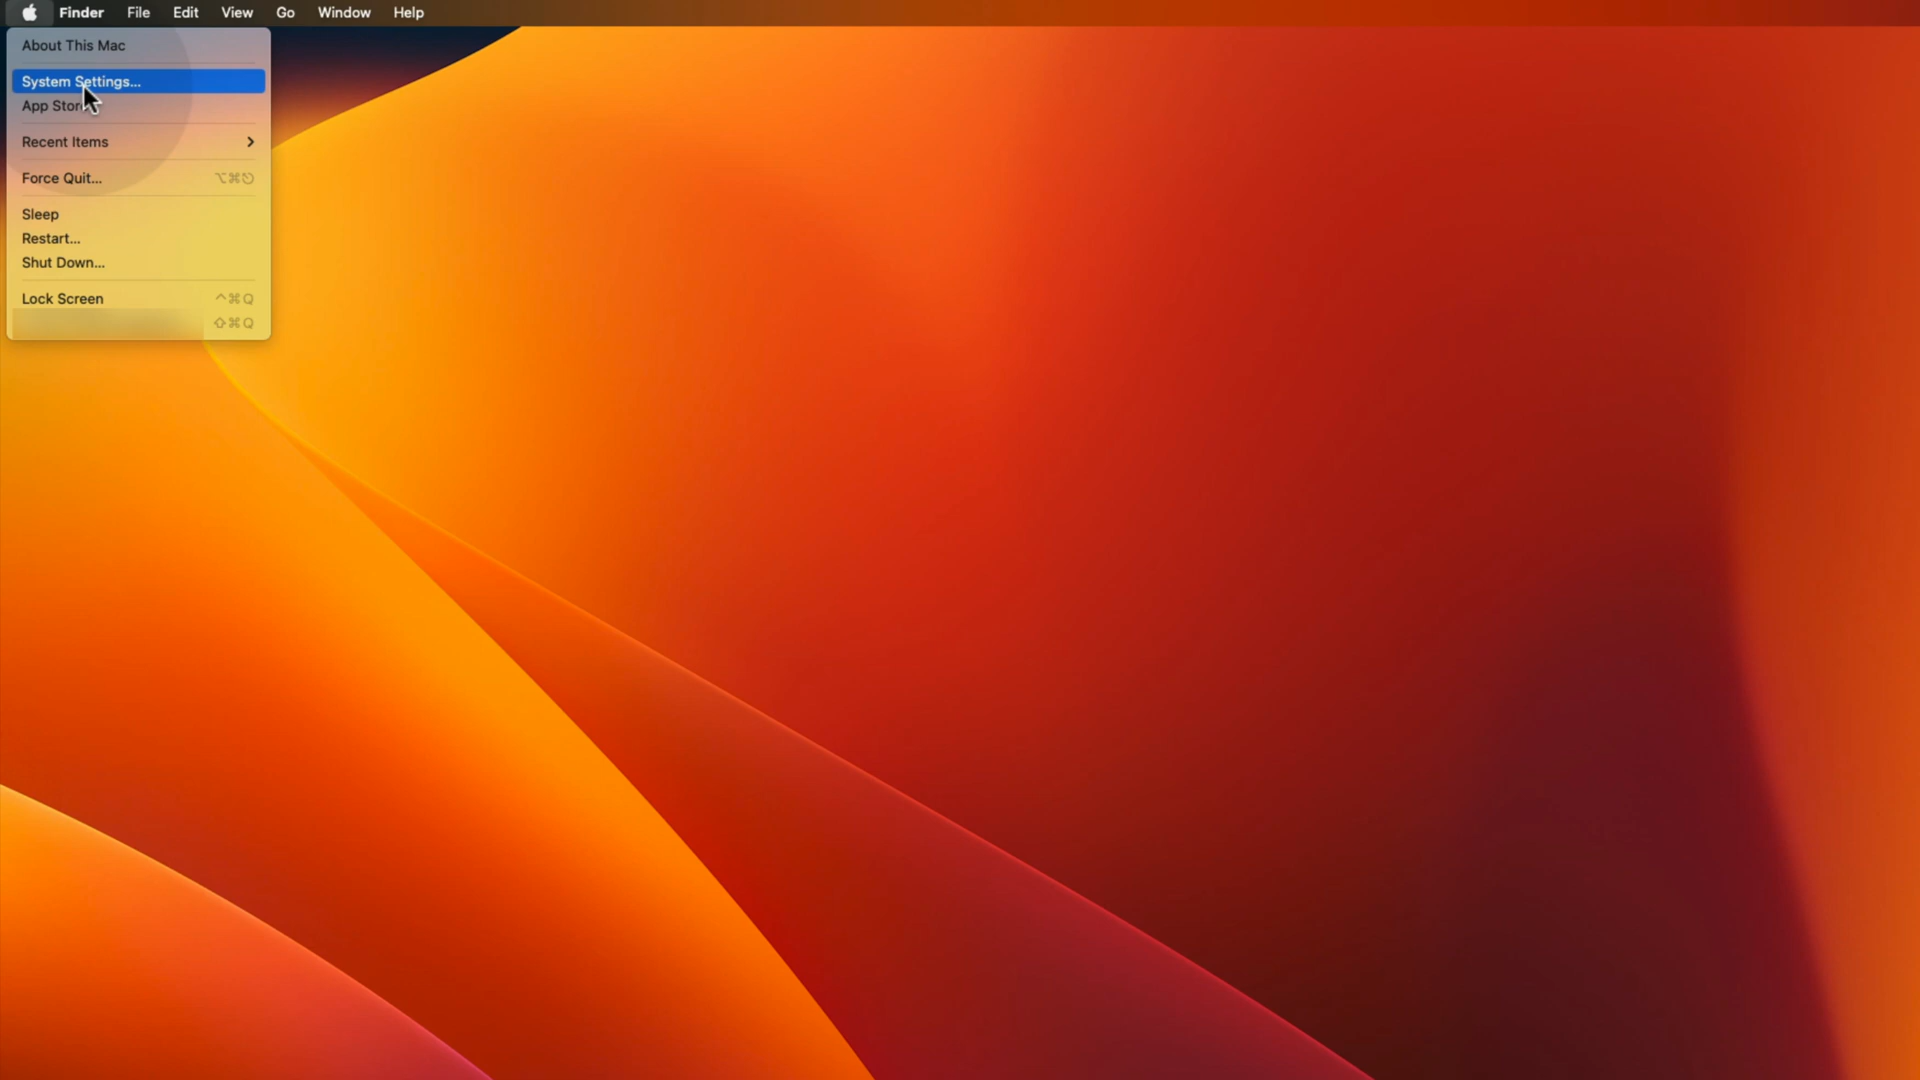 Finder File Edit View Go Window Help
About This Mac
System Settings...
App Store
Recent Items
Force Quit... ⌥⌘⎋
Sleep
Restart...
Shut Down...
Lock Screen ^⌘Q
⇧⌘Q